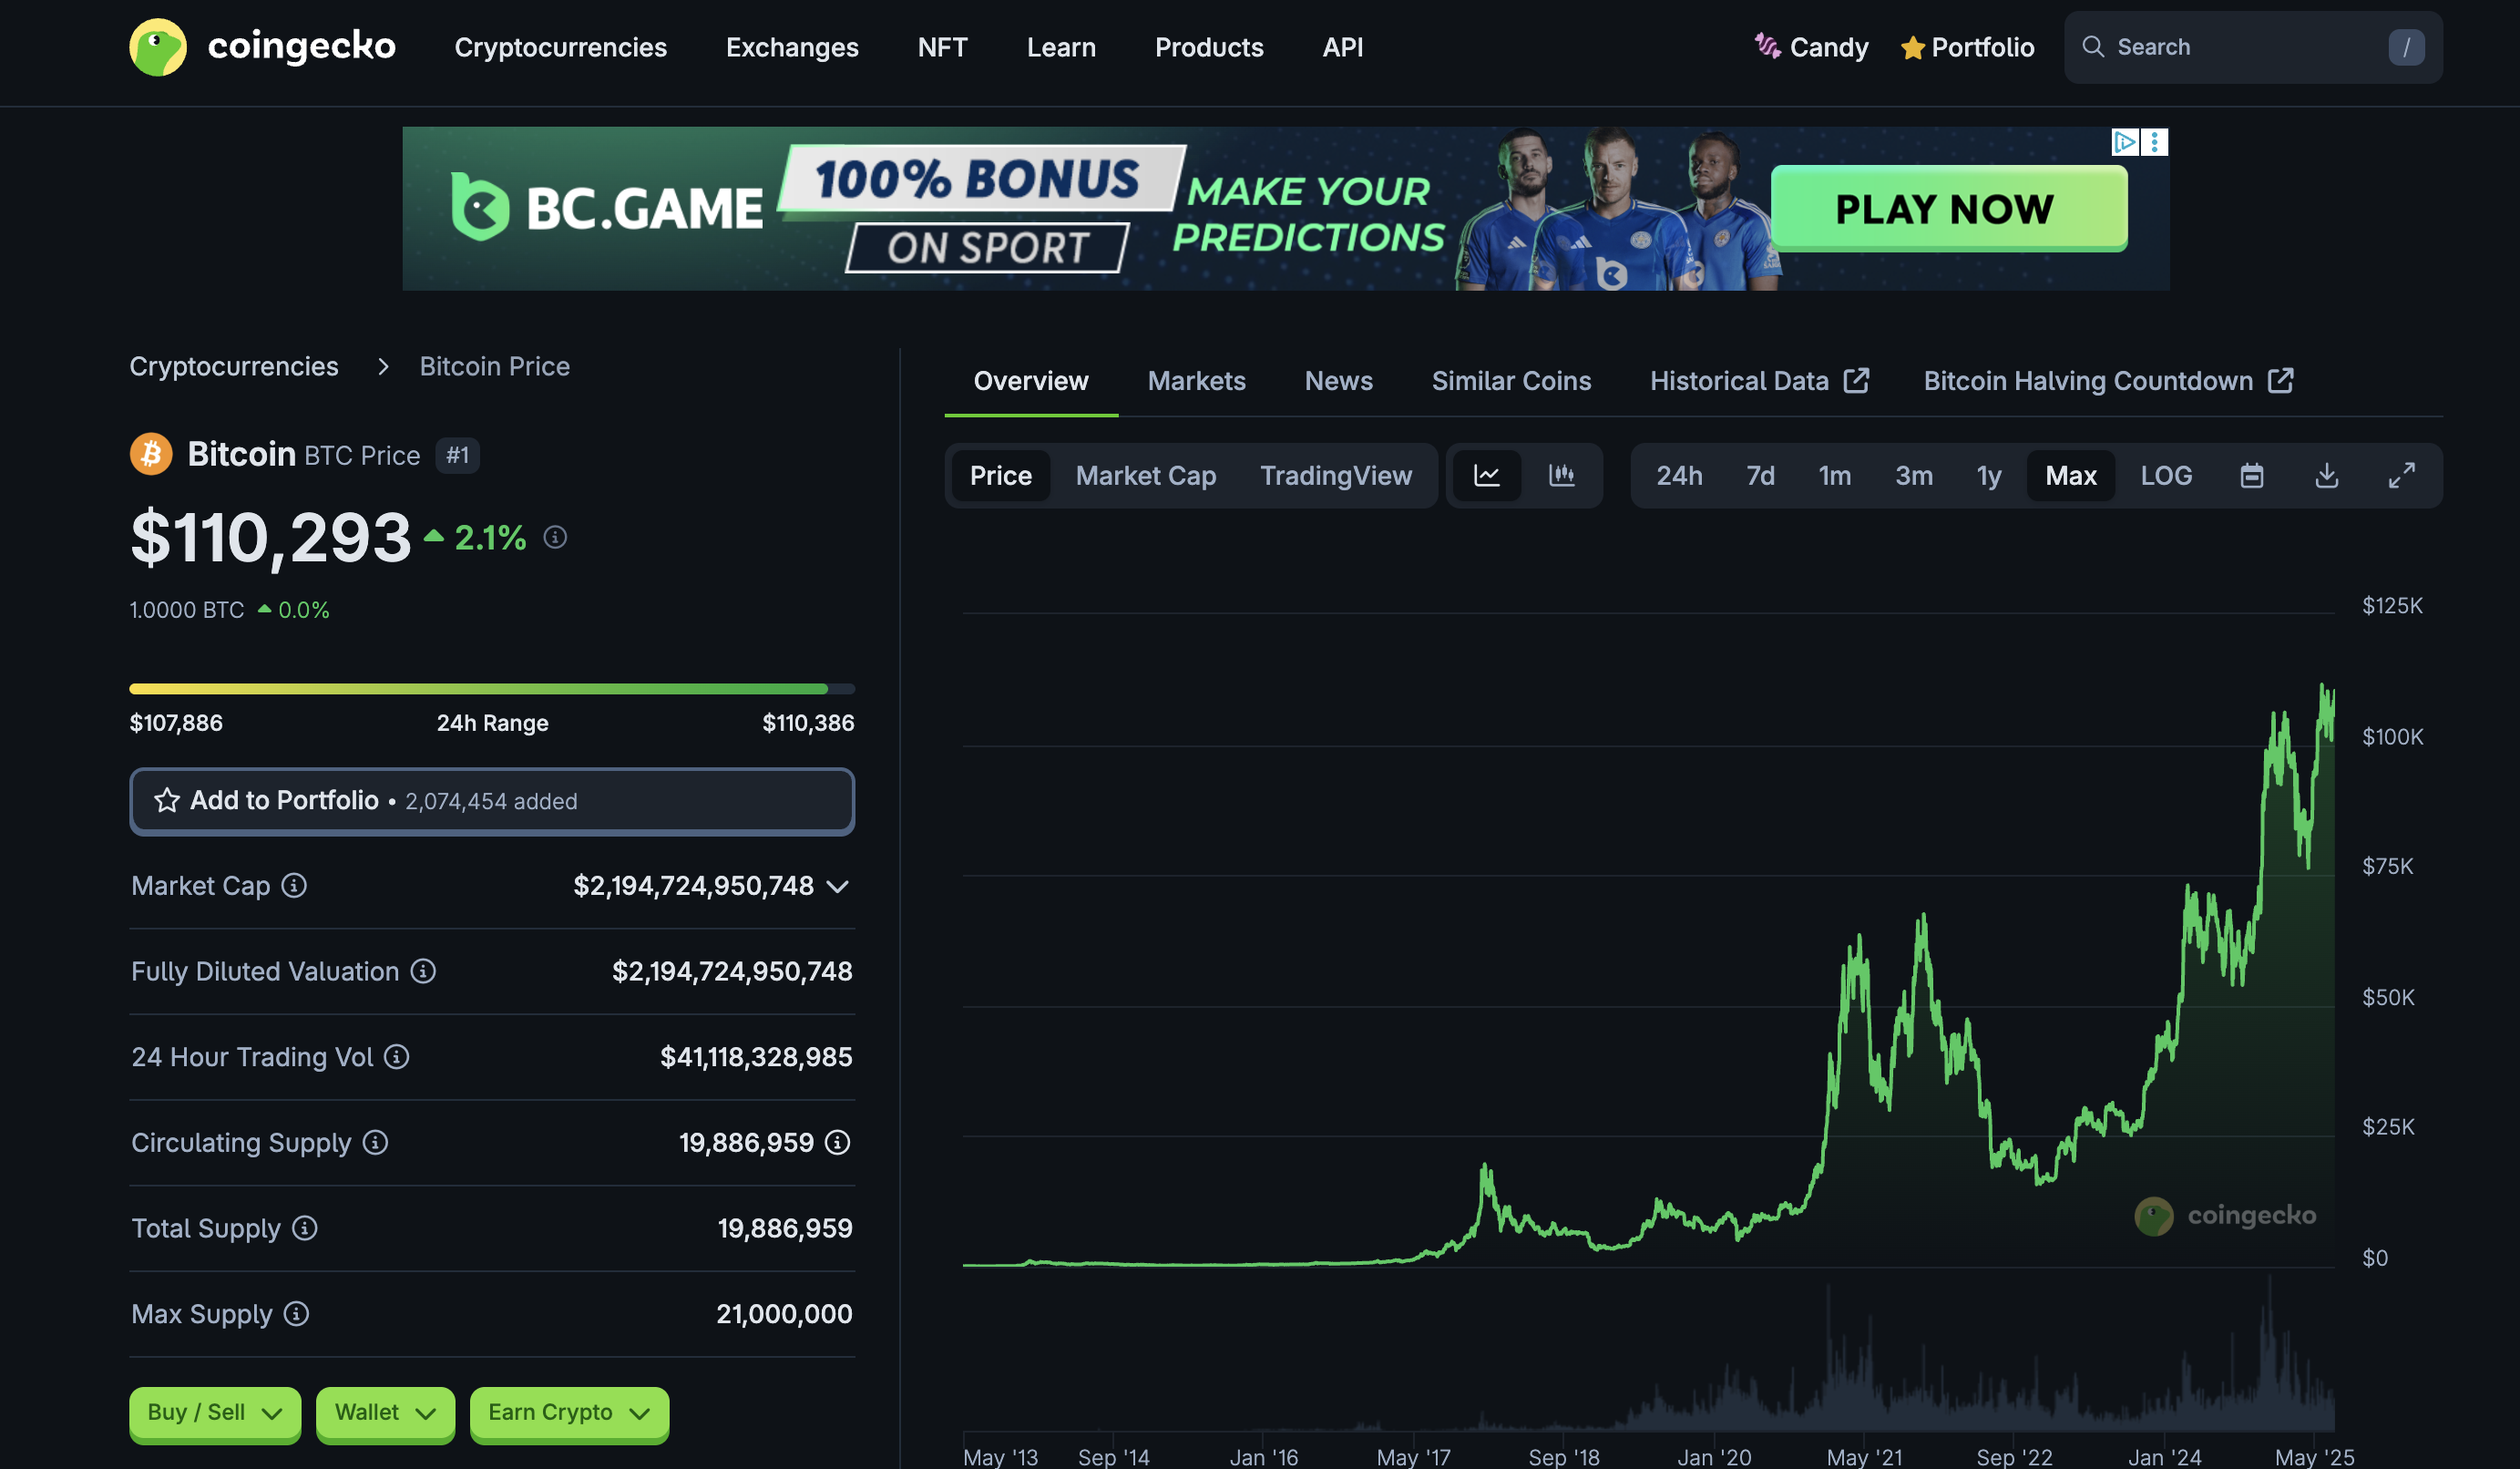 coingecko Cryptocurrencies Exchanges NFT Learn Products API Candy Portfolio Search /
BC.GAME 100% BONUS ON SPORT MAKE YOUR PREDICTIONS PLAY NOW
Cryptocurrencies > Bitcoin Price
Bitcoin BTC Price #1
$110,293 2.1%
1.0000 BTC 0.0%
$107,886 24h Range $110,386
Add to Portfolio • 2,074,454 added
Market Cap $2,194,724,950,748
Fully Diluted Valuation $2,194,724,950,748
24 Hour Trading Vol $41,118,328,985
Circulating Supply 19,886,959
Total Supply 19,886,959
Max Supply 21,000,000
Buy / Sell Wallet Earn Crypto
Overview Markets News Similar Coins Historical Data Bitcoin Halving Countdown
Price Market Cap TradingView 24h 7d 1m 3m 1y Max LOG
$125K
$100K
$75K
$50K
$25K
coingecko
$0
May '13 Sep '14 Jan '16 May '17 Sep '18 Jan '20 May '21 Sep '22 Jan '24 May '25